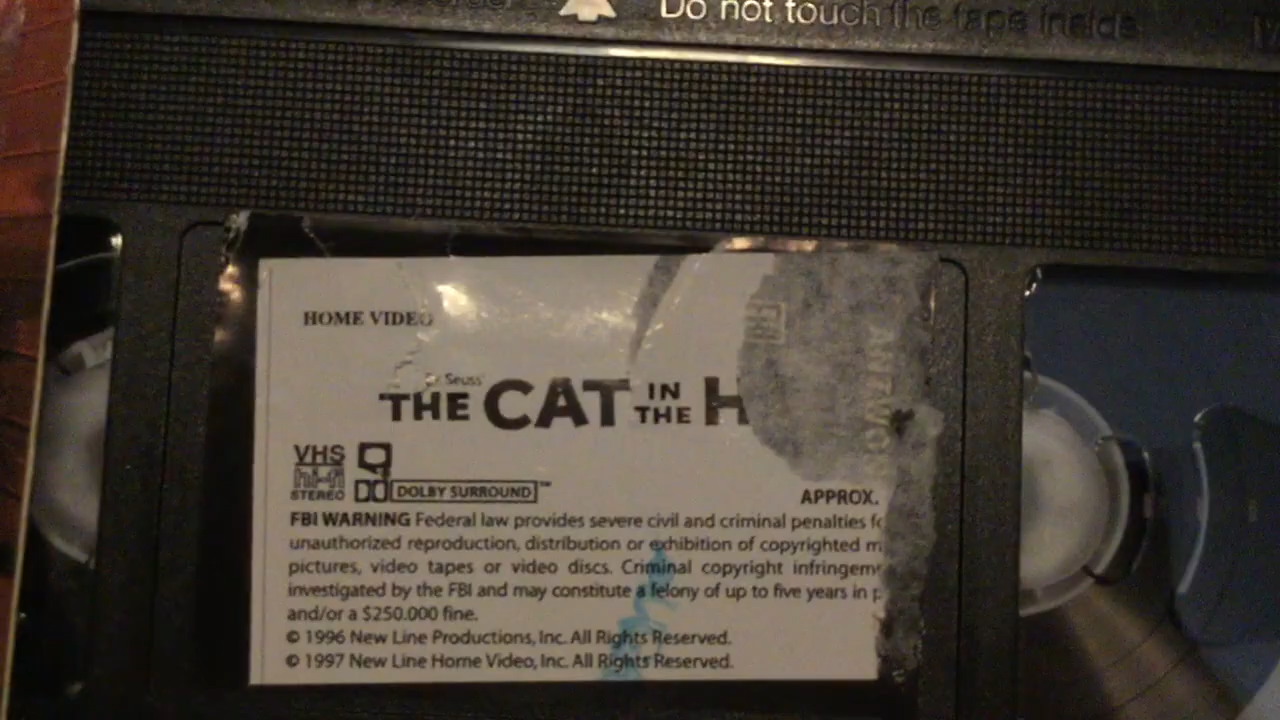 Do not touch the tape inside
HOME VIDEO
Seuss'
THE CAT IN THE H
VHS
hi-fi
STEREO
DOLBY SURROUND™
APPROX.
FBI WARNING Federal law provides severe civil and criminal penalties fo
unauthorized reproduction, distribution or exhibition of copyrighted m
pictures, video tapes or video discs. Criminal copyright infringem
investigated by the FBI and may constitute a felony of up to five years in p
and/or a $250.000 fine.
© 1996 New Line Productions, Inc. All Rights Reserved.
© 1997 New Line Home Video, Inc. All Rights Reserved.